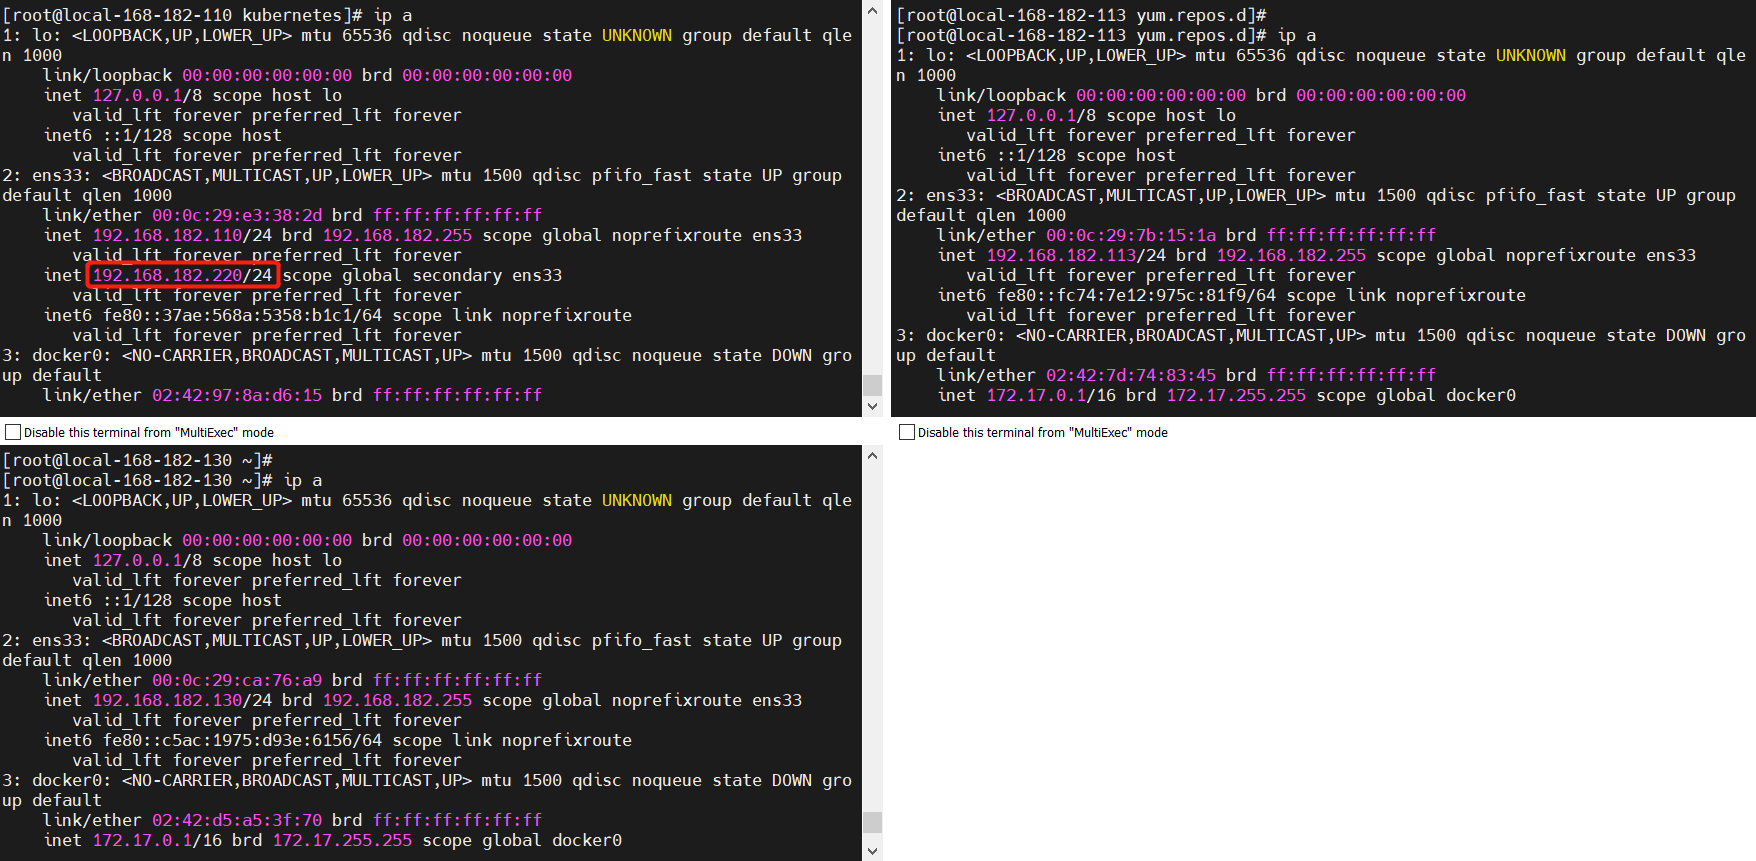 [root@local-168-182-110 kubernetes]# ip a
1: lo: <LOOPBACK,UP,LOWER_UP> mtu 65536 qdisc noqueue state UNKNOWN group default qle
n 1000
    link/loopback 00:00:00:00:00:00 brd 00:00:00:00:00:00
    inet 127.0.0.1/8 scope host lo
       valid_lft forever preferred_lft forever
    inet6 ::1/128 scope host
       valid_lft forever preferred_lft forever
2: ens33: <BROADCAST,MULTICAST,UP,LOWER_UP> mtu 1500 qdisc pfifo_fast state UP group
default qlen 1000
    link/ether 00:0c:29:e3:38:2d brd ff:ff:ff:ff:ff:ff
    inet 192.168.182.110/24 brd 192.168.182.255 scope global noprefixroute ens33
       valid_lft forever preferred_lft forever
    inet 192.168.182.220/24 scope global secondary ens33
       valid_lft forever preferred_lft forever
    inet6 fe80::37ae:568a:5358:b1c1/64 scope link noprefixroute
       valid_lft forever preferred_lft forever
3: docker0: <NO-CARRIER,BROADCAST,MULTICAST,UP> mtu 1500 qdisc noqueue state DOWN gro
up default
    link/ether 02:42:97:8a:d6:15 brd ff:ff:ff:ff:ff:ff
Disable this terminal from "MultiExec" mode
[root@local-168-182-113 yum.repos.d]#
[root@local-168-182-113 yum.repos.d]# ip a
1: lo: <LOOPBACK,UP,LOWER_UP> mtu 65536 qdisc noqueue state UNKNOWN group default qle
n 1000
    link/loopback 00:00:00:00:00:00 brd 00:00:00:00:00:00
    inet 127.0.0.1/8 scope host lo
       valid_lft forever preferred_lft forever
    inet6 ::1/128 scope host
       valid_lft forever preferred_lft forever
2: ens33: <BROADCAST,MULTICAST,UP,LOWER_UP> mtu 1500 qdisc pfifo_fast state UP group
default qlen 1000
    link/ether 00:0c:29:7b:15:1a brd ff:ff:ff:ff:ff:ff
    inet 192.168.182.113/24 brd 192.168.182.255 scope global noprefixroute ens33
       valid_lft forever preferred_lft forever
    inet6 fe80::fc74:7e12:975c:81f9/64 scope link noprefixroute
       valid_lft forever preferred_lft forever
3: docker0: <NO-CARRIER,BROADCAST,MULTICAST,UP> mtu 1500 qdisc noqueue state DOWN gro
up default
    link/ether 02:42:7d:74:83:45 brd ff:ff:ff:ff:ff:ff
    inet 172.17.0.1/16 brd 172.17.255.255 scope global docker0
Disable this terminal from "MultiExec" mode
[root@local-168-182-130 ~]#
[root@local-168-182-130 ~]# ip a
1: lo: <LOOPBACK,UP,LOWER_UP> mtu 65536 qdisc noqueue state UNKNOWN group default qle
n 1000
    link/loopback 00:00:00:00:00:00 brd 00:00:00:00:00:00
    inet 127.0.0.1/8 scope host lo
       valid_lft forever preferred_lft forever
    inet6 ::1/128 scope host
       valid_lft forever preferred_lft forever
2: ens33: <BROADCAST,MULTICAST,UP,LOWER_UP> mtu 1500 qdisc pfifo_fast state UP group
default qlen 1000
    link/ether 00:0c:29:ca:76:a9 brd ff:ff:ff:ff:ff:ff
    inet 192.168.182.130/24 brd 192.168.182.255 scope global noprefixroute ens33
       valid_lft forever preferred_lft forever
    inet6 fe80::c5ac:1975:d93e:6156/64 scope link noprefixroute
       valid_lft forever preferred_lft forever
3: docker0: <NO-CARRIER,BROADCAST,MULTICAST,UP> mtu 1500 qdisc noqueue state DOWN gro
up default
    link/ether 02:42:d5:a5:3f:70 brd ff:ff:ff:ff:ff:ff
    inet 172.17.0.1/16 brd 172.17.255.255 scope global docker0